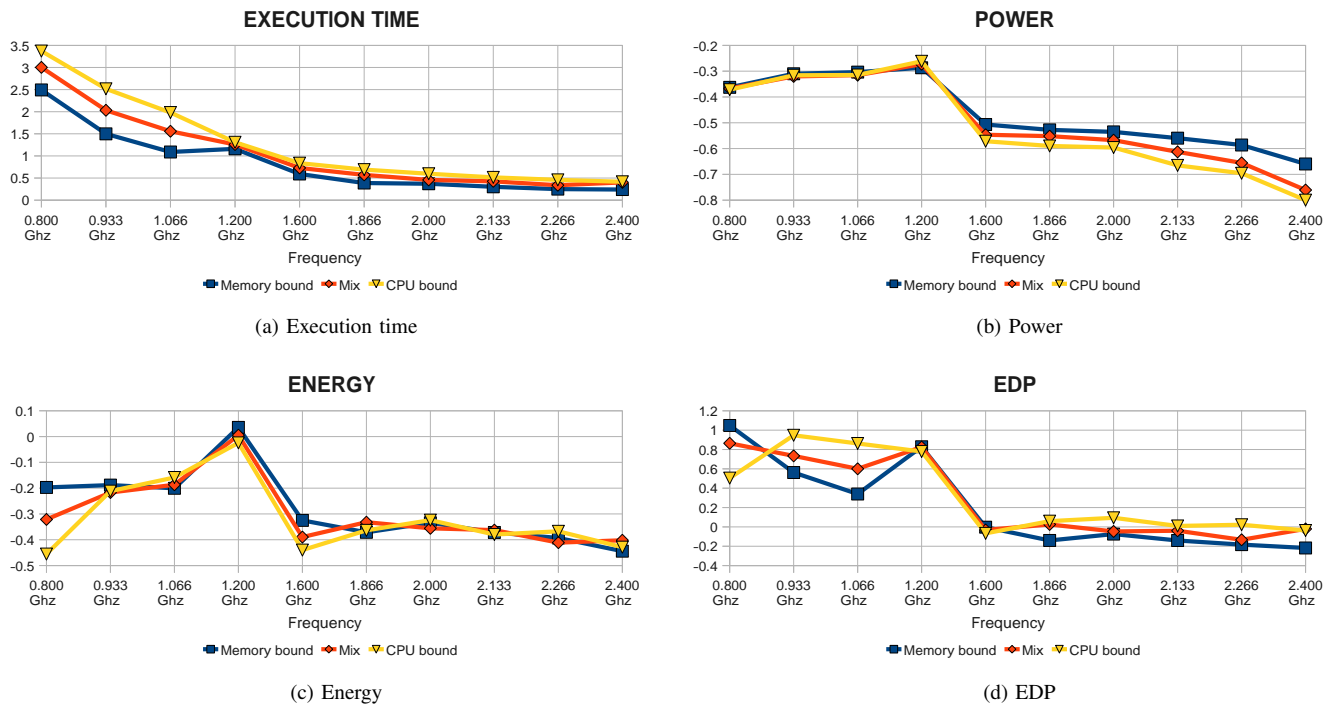 EXECUTION TIME
3.5
3
2.5
2
1.5
1
0.5
0
0.800 0.933 1.066 1.200 1.600 1.866 2.000 2.133 2.266 2.400
Ghz Ghz Ghz Ghz Ghz Ghz Ghz Ghz Ghz Ghz
Frequency
Memory bound Mix CPU bound
(a) Execution time
POWER
-0.2
-0.3
-0.4
-0.5
-0.6
-0.7
-0.8
0.800 0.933 1.066 1.200 1.600 1.866 2.000 2.133 2.266 2.400
Ghz Ghz Ghz Ghz Ghz Ghz Ghz Ghz Ghz Ghz
Frequency
Memory bound Mix CPU bound
(b) Power
ENERGY
0.1
0
-0.1
-0.2
-0.3
-0.4
-0.5
0.800 0.933 1.066 1.200 1.600 1.866 2.000 2.133 2.266 2.400
Ghz Ghz Ghz Ghz Ghz Ghz Ghz Ghz Ghz Ghz
Frequency
Memory bound Mix CPU bound
(c) Energy
EDP
1.2
1
0.8
0.6
0.4
0.2
0
-0.2
-0.4
0.800 0.933 1.066 1.200 1.600 1.866 2.000 2.133 2.266 2.400
Ghz Ghz Ghz Ghz Ghz Ghz Ghz Ghz Ghz Ghz
Frequency
Memory bound Mix CPU bound
(d) EDP